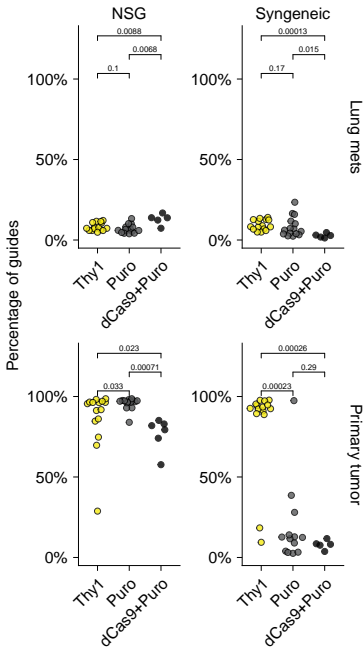 NSG
Syngeneic
0.0088
0.0068
0.1
0.00013
0.015
0.17
100%
50%
0%
100%
50%
0%
Thy1
Puro
dCas9+Puro
Thy1
Puro
dCas9+Puro
Lung mets
Percentage of guides
0.023
0.00071
0.033
0.00026
0.29
0.00023
100%
50%
0%
100%
50%
0%
Thy1
Puro
dCas9+Puro
Thy1
Puro
dCas9+Puro
Primary tumor